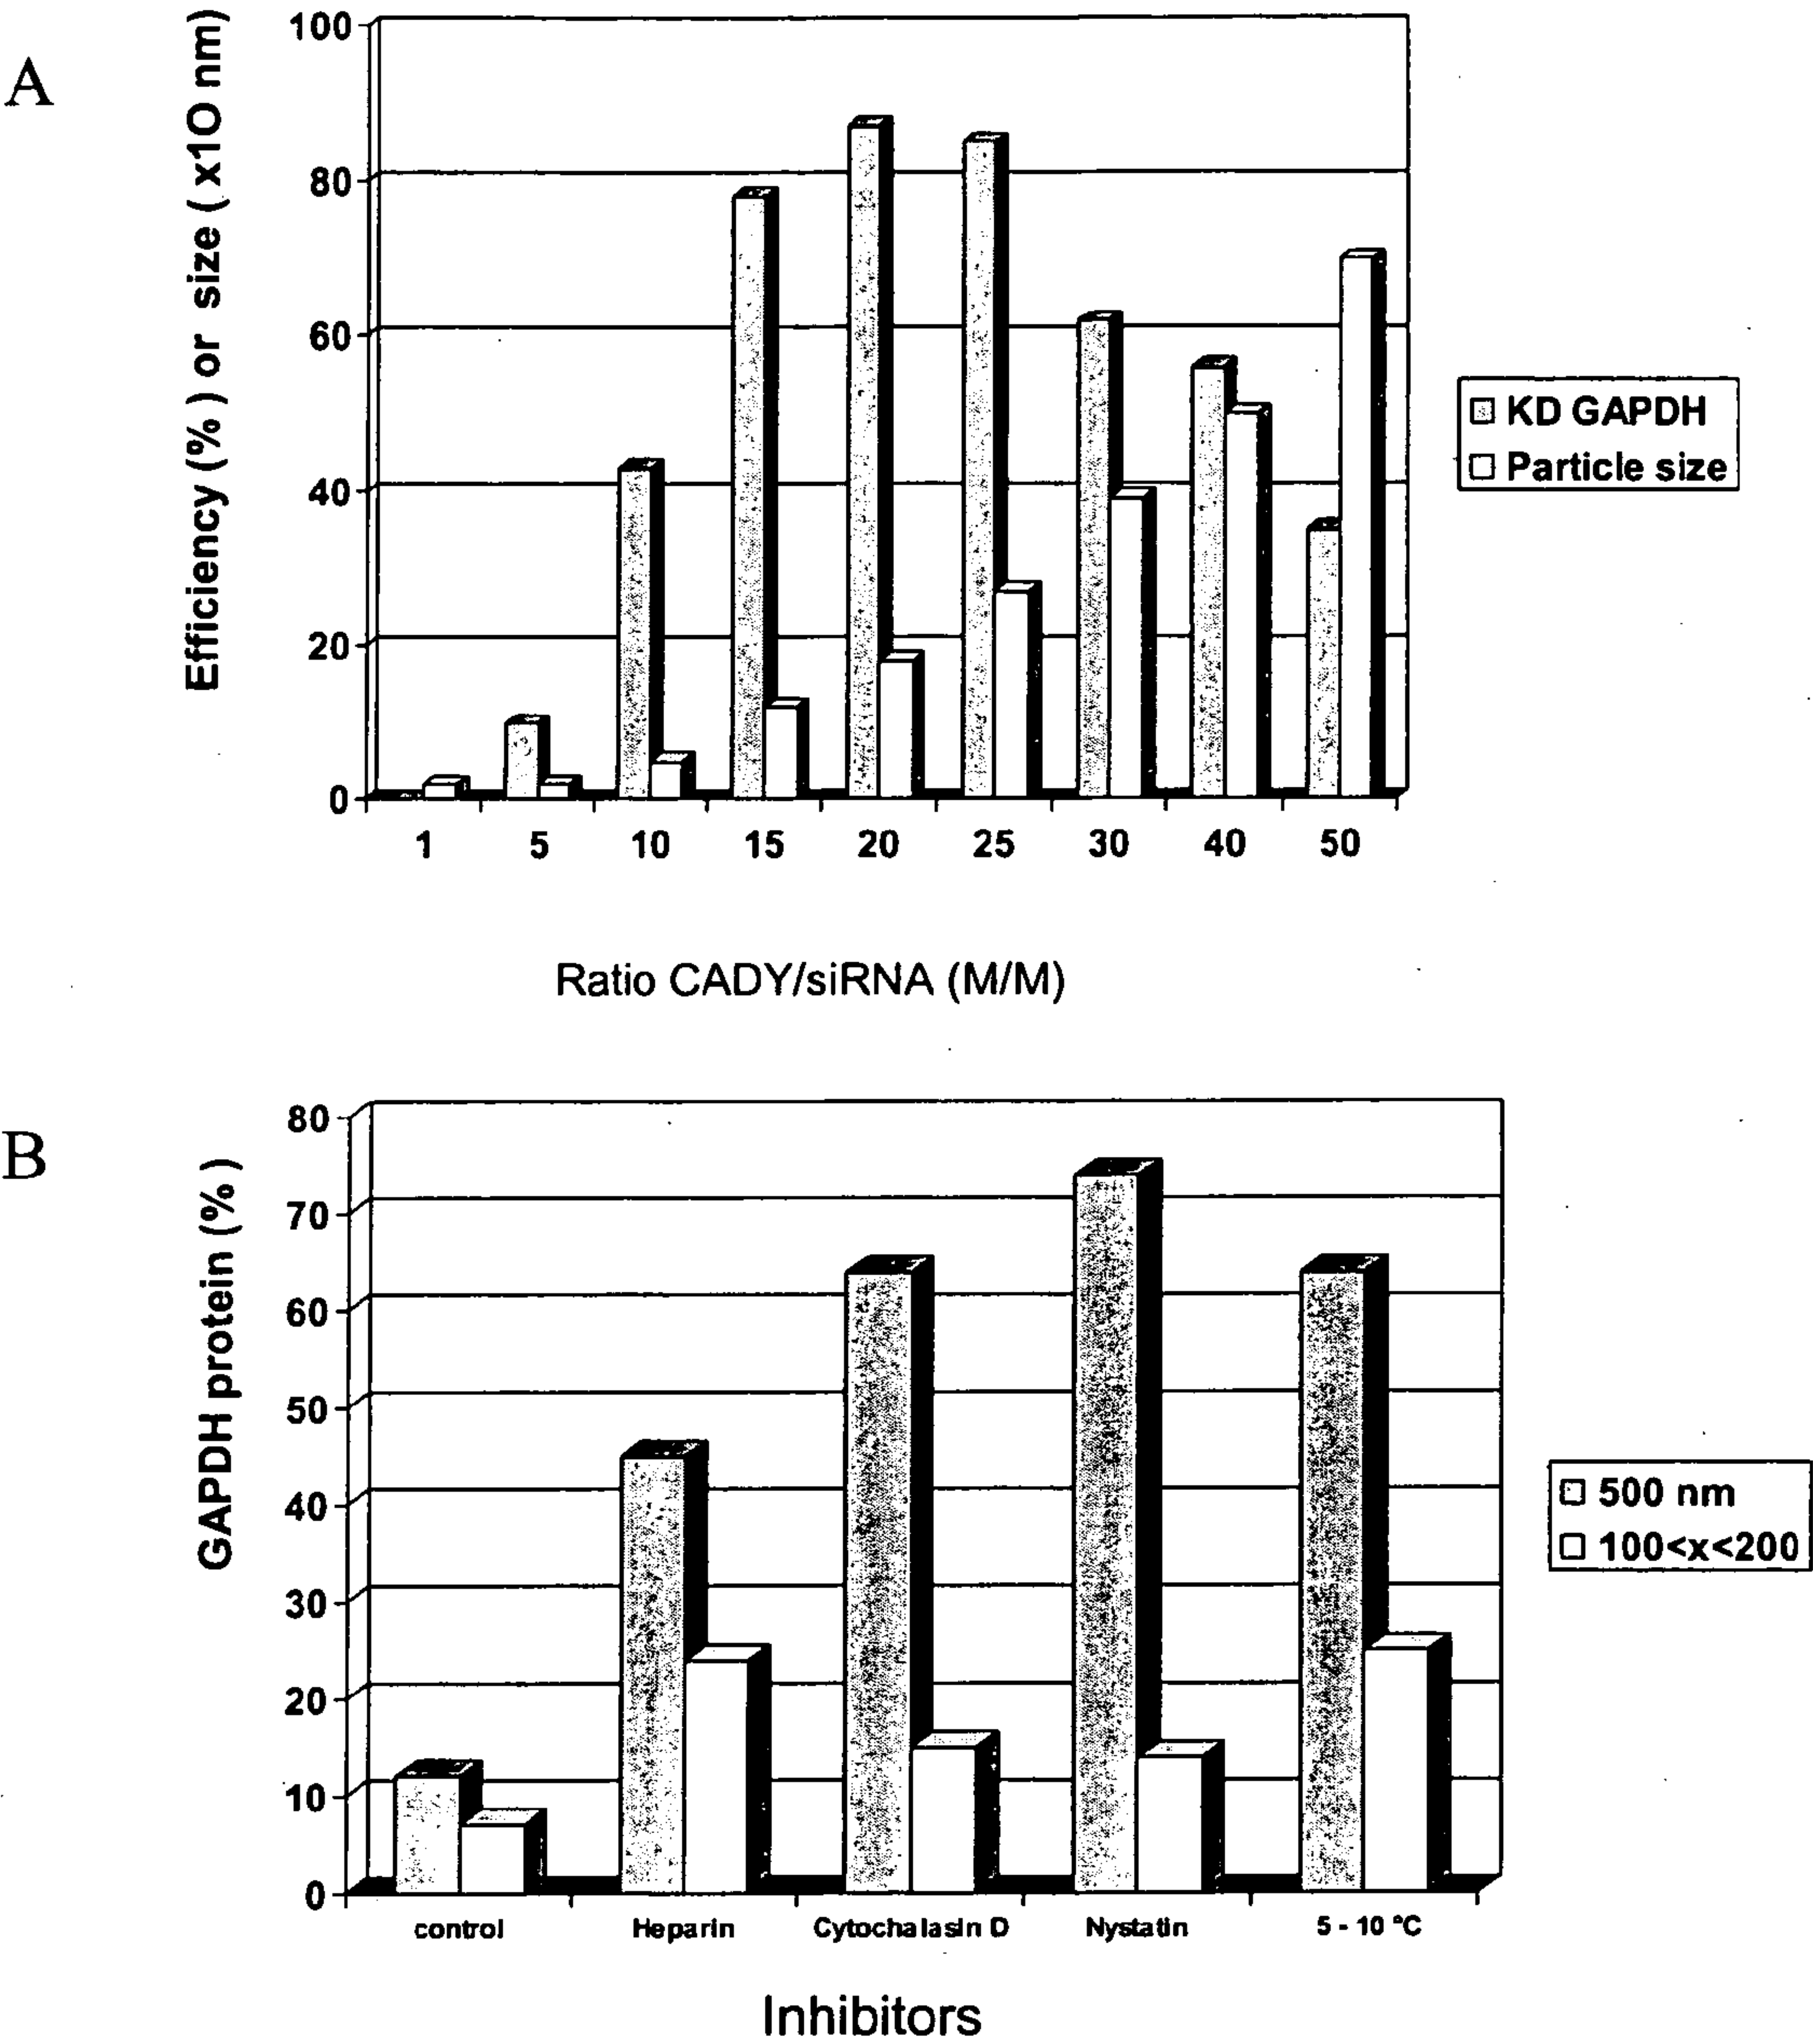 A
Efficiency (%) or size (x1O nm)
100
80
60
40
20
0
1 5 10 15 20 25 30 40 50
KD GAPDH
Particle size
Ratio CADY/siRNA (M/M)
B
GAPDH protein (%)
80
70
60
50
40
30
20
10
0
control Heparin Cytochalasin D Nystatin 5 - 10 °C
500 nm
100<x<200
Inhibitors